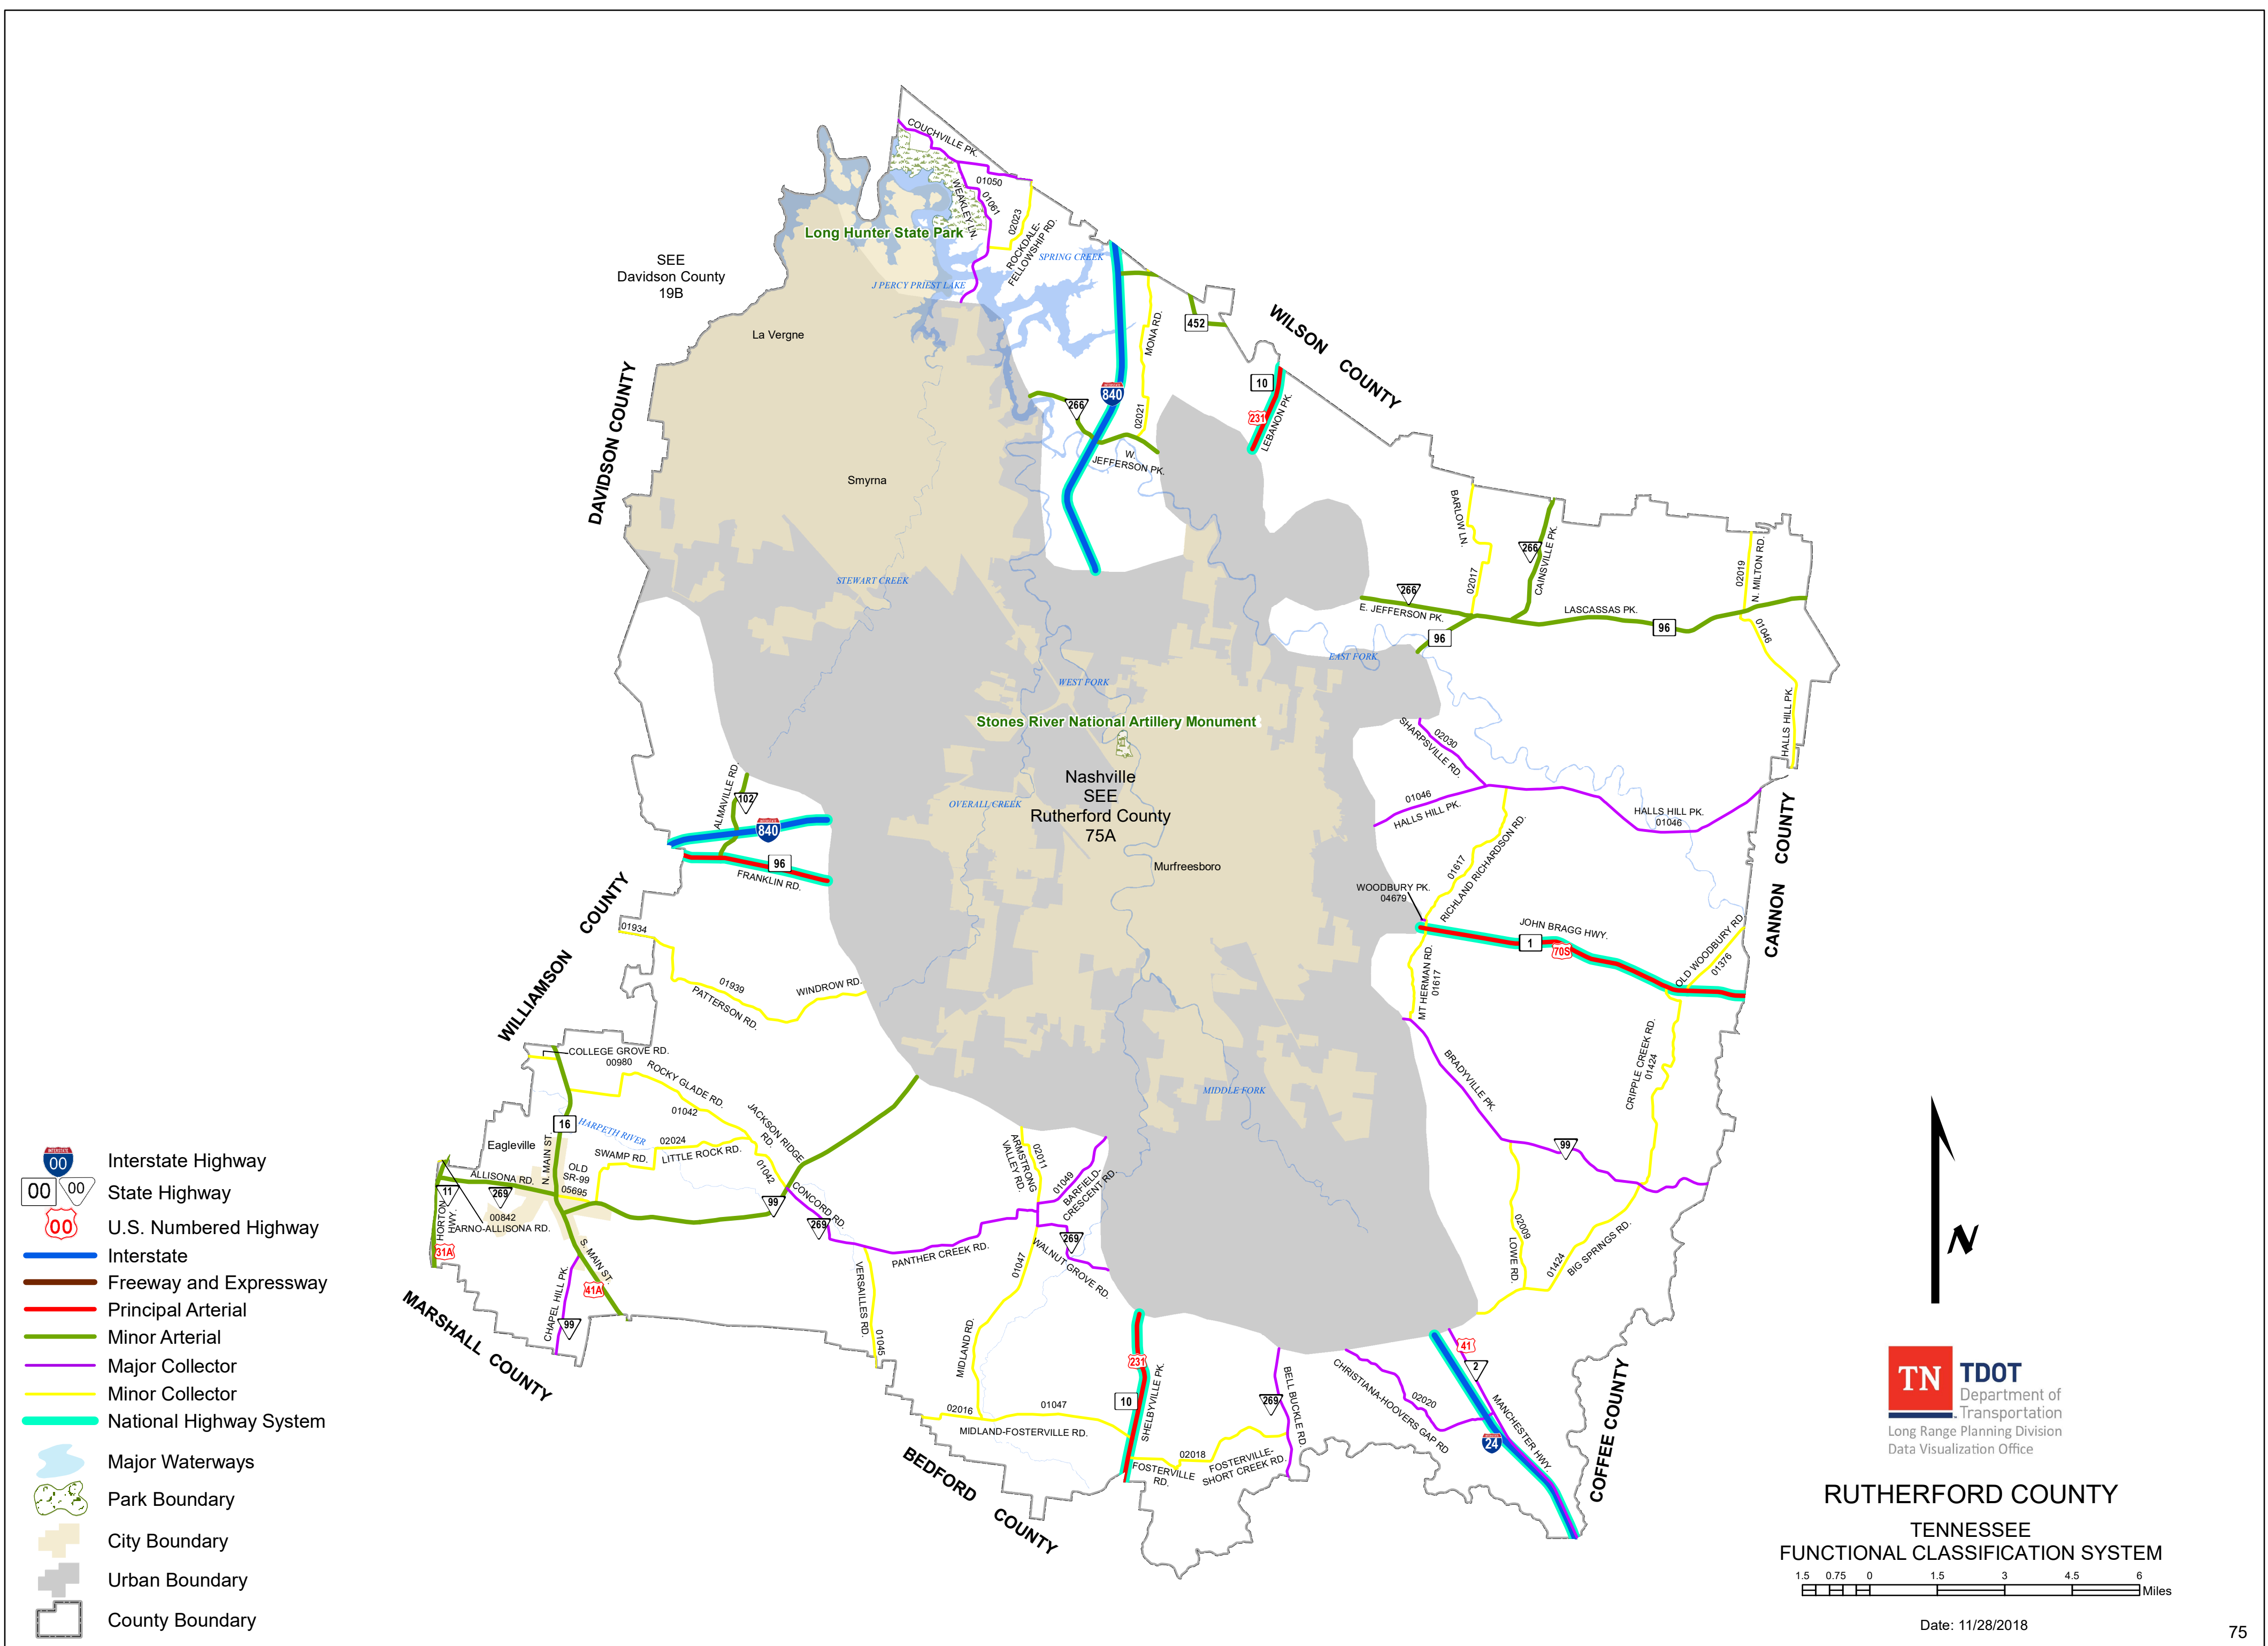 COUCHVILLE PK.
01050
WEAKLEY LN.
01061
02023
ROCKDALE-
FELLOWSHIP RD.
Long Hunter State Park
SPRING CREEK
J PERCY PRIEST LAKE
SEE
Davidson County
19B
La Vergne
452
WILSON COUNTY
MONA RD.
02021
840
10
231
LEBANON PK.
266
W.
JEFFERSON PK.
DAVIDSON COUNTY
Smyrna
STEWART CREEK
BARLOW LN.
02017
266
CAINSVILLE PK.
266
E. JEFFERSON PK.
LASCASSAS PK.
96
96
02019
N. MILTON RD.
01046
HALLS HILL PK.
EAST FORK
WEST FORK
Stones River National Artillery Monument
Nashville
SEE
Rutherford County
75A
OVERALL CREEK
Murfreesboro
02030
SHARPSVILLE RD.
01046
HALLS HILL PK.
HALLS HILL PK.
01046
ALMAVILLE RD.
102
840
96
FRANKLIN RD.
01617
RICHLAND RICHARDSON RD.
WOODBURY PK.
04679
JOHN BRAGG HWY.
1
70S
OLD WOODBURY RD.
01376
CANNON COUNTY
WILLIAMSON COUNTY
01934
01939
PATTERSON RD.
WINDROW RD.
MT HERMAN RD.
01617
CRIPPLE CREEK RD.
01424
BRADYVILLE PK.
99
MIDDLE FORK
COLLEGE GROVE RD.
00980
ROCKY GLADE RD.
01042
JACKSON RIDGE
RD.
16
HARPETH RIVER
Eagleville
N. MAIN ST.
02024
SWAMP RD.
LITTLE ROCK RD.
01042
OLD
SR-99
05695
ALLISONA RD.
269
11
00842
ARNO-ALLISONA RD.
HORTON
HWY.
31A
S. MAIN ST.
41A
CHAPEL HILL PK.
99
99
CONCORD RD.
269
PANTHER CREEK RD.
VERSAILLES RD.
01045
ARMSTRONG
VALLEY RD.
02011
01049
BARFIELD-
CRESCENT RD.
269
WALNUT GROVE RD.
01047
MIDLAND RD.
02016
01047
MIDLAND-FOSTERVILLE RD.
231
10
SHELBYVILLE PK.
02018
FOSTERVILLE
RD.
FOSTERVILLE-
SHORT CREEK RD.
269
BELL BUCKLE RD.
CHRISTIANA-HOOVERS GAP RD
02020
41
2
MANCHESTER HWY.
24
02009
LOWE RD.
01424
BIG SPRINGS RD.
MARSHALL COUNTY
BEDFORD COUNTY
COFFEE COUNTY
INTERSTATE
00
Interstate Highway
00
00
State Highway
00
U.S. Numbered Highway
Interstate
Freeway and Expressway
Principal Arterial
Minor Arterial
Major Collector
Minor Collector
National Highway System
Major Waterways
Park Boundary
City Boundary
Urban Boundary
County Boundary
N
TN
TDOT
Department of
Transportation
Long Range Planning Division
Data Visualization Office
RUTHERFORD COUNTY
TENNESSEE
FUNCTIONAL CLASSIFICATION SYSTEM
1.5 0.75 0 1.5 3 4.5 6
Miles
Date: 11/28/2018
75